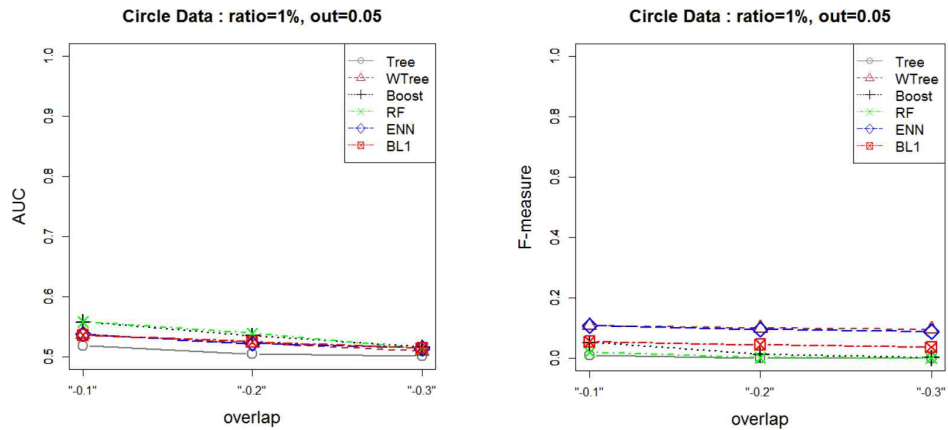 Circle Data : ratio=1%, out=0.05
Tree
WTree
Boost
RF
ENN
BL1
AUC
1.0
0.9
0.8
0.7
0.6
0.5
"-0.1"
"-0.2"
"-0.3"
overlap
Circle Data : ratio=1%, out=0.05
Tree
WTree
Boost
RF
ENN
BL1
F-measure
1.0
0.8
0.6
0.4
0.2
0.0
"-0.1"
"-0.2"
"-0.3"
overlap